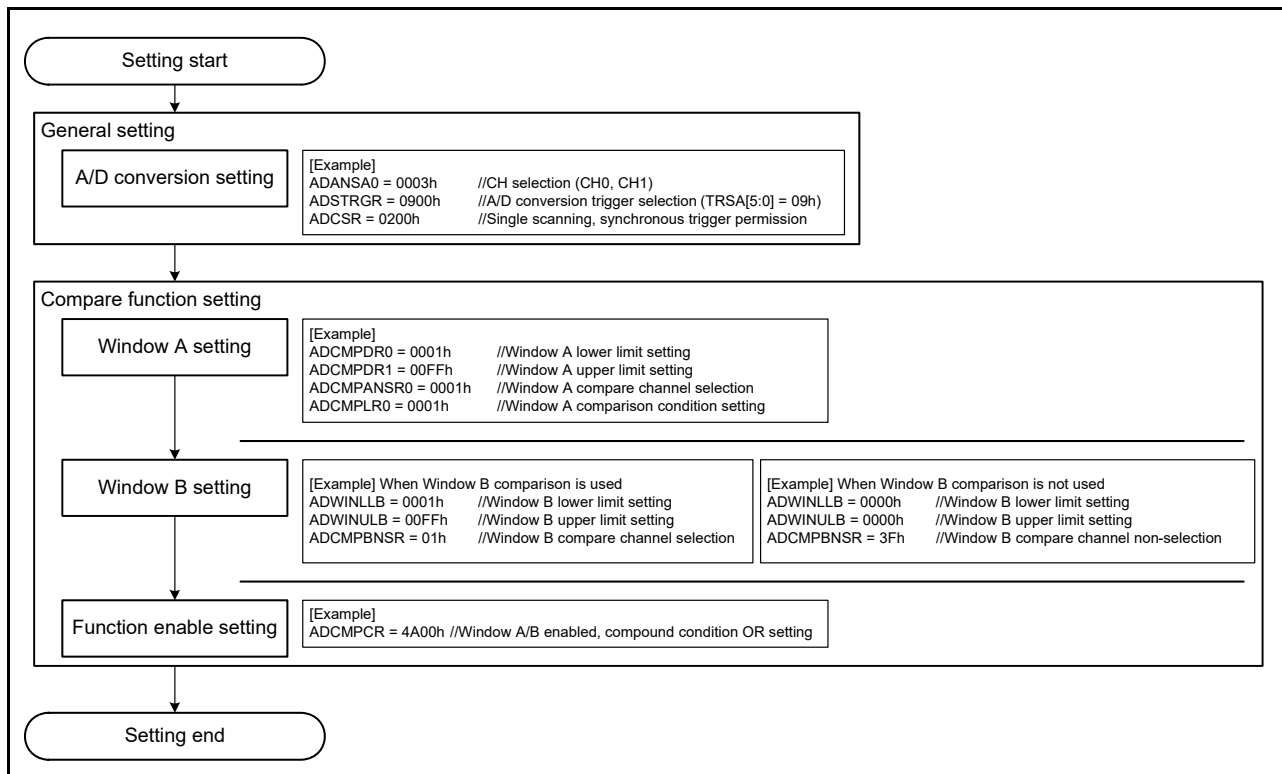 Setting start
General setting
A/D conversion setting
[Example]
ADANSA0 = 0003h //CH selection (CH0, CH1)
ADSTRGR = 0900h //A/D conversion trigger selection (TRSA[5:0] = 09h)
ADCSR = 0200h //Single scanning, synchronous trigger permission
Compare function setting
Window A setting
[Example]
ADCMPDR0 = 0001h //Window A lower limit setting
ADCMPDR1 = 00FFh //Window A upper limit setting
ADCMPANSR0 = 0001h //Window A compare channel selection
ADCMPLR0 = 0001h //Window A comparison condition setting
Window B setting
[Example] When Window B comparison is used
ADWINLLB = 0001h //Window B lower limit setting
ADWINULB = 00FFh //Window B upper limit setting
ADCMPBNSR = 01h //Window B compare channel selection
[Example] When Window B comparison is not used
ADWINLLB = 0000h //Window B lower limit setting
ADWINULB = 0000h //Window B upper limit setting
ADCMPBNSR = 3Fh //Window B compare channel non-selection
Function enable setting
[Example]
ADCMPCR = 4A00h //Window A/B enabled, compound condition OR setting
Setting end